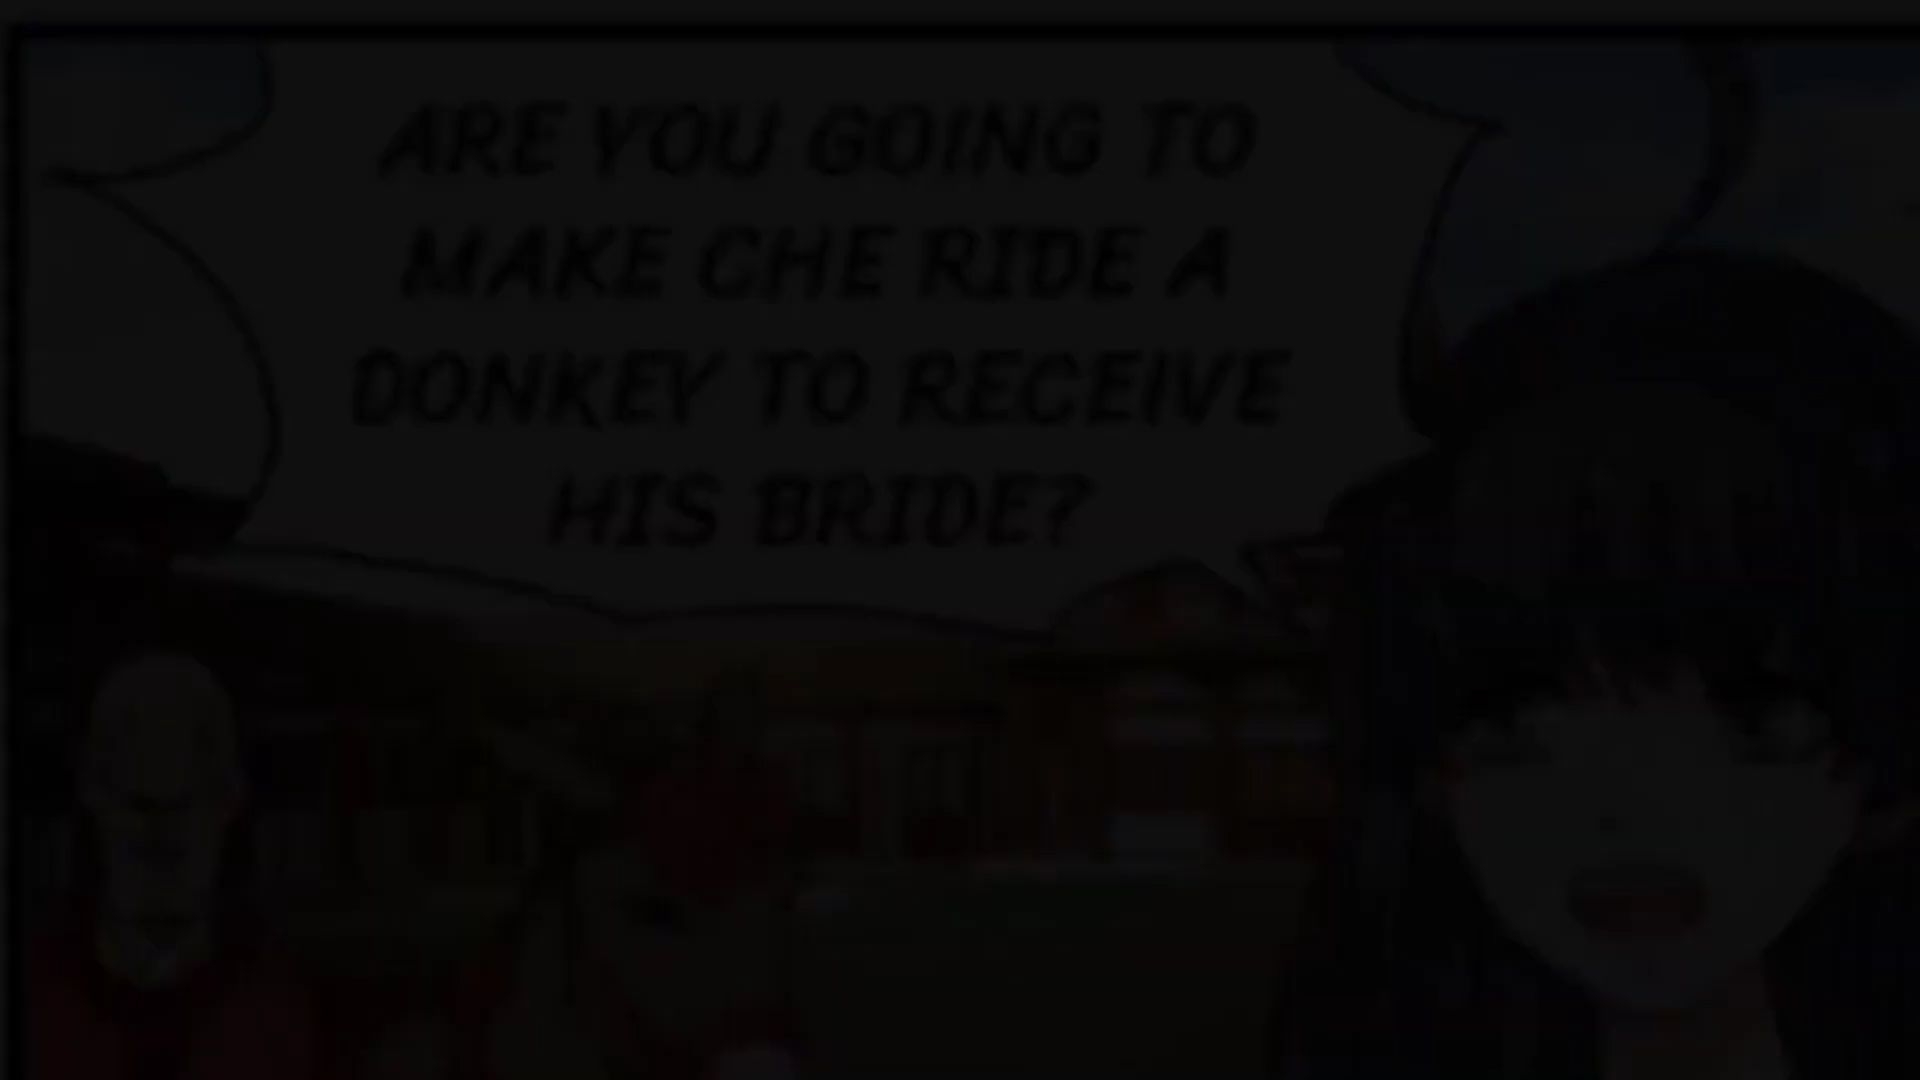 ARE YOU GOING TO
MAKE CHE RIDE A
DONKEY TO RECEIVE
HIS BRIDE?